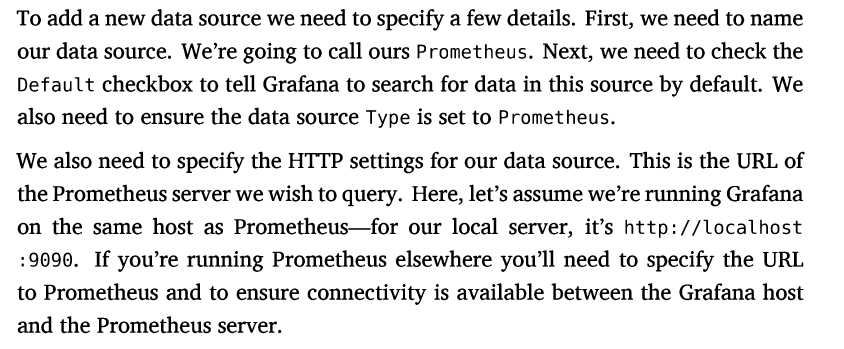 To add a new data source we need to specify a few details. First, we need to name
our data source. We’re going to call ours Prometheus. Next, we need to check the
Default checkbox to tell Grafana to search for data in this source by default. We
also need to ensure the data source Type is set to Prometheus.
We also need to specify the HTTP settings for our data source. This is the URL of
the Prometheus server we wish to query. Here, let’s assume we’re running Grafana
on the same host as Prometheus—for our local server, it’s http://localhost
:9090. If you’re running Prometheus elsewhere you’ll need to specify the URL
to Prometheus and to ensure connectivity is available between the Grafana host
and the Prometheus server.